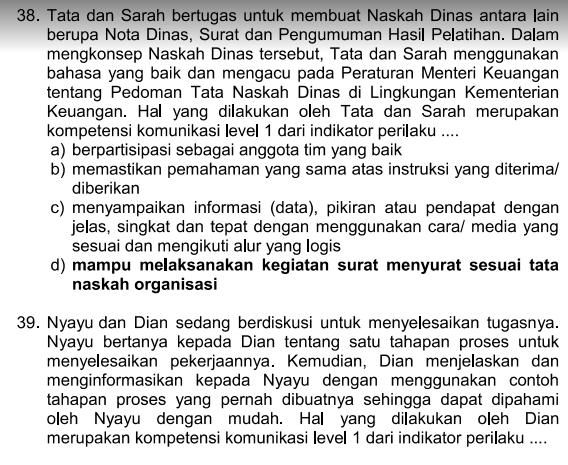 38. Tata dan Sarah bertugas untuk membuat Naskah Dinas antara lain
berupa Nota Dinas, Surat dan Pengumuman Hasil Pelatihan. Dalam
mengkonsep Naskah Dinas tersebut, Tata dan Sarah menggunakan
bahasa yang baik dan mengacu pada Peraturan Menteri Keuangan
tentang Pedoman Tata Naskah Dinas di Lingkungan Kementerian
Keuangan. Hal yang dilakukan oleh Tata dan Sarah merupakan
kompetensi komunikasi level 1 dari indikator perilaku ....
a) berpartisipasi sebagai anggota tim yang baik
b) memastikan pemahaman yang sama atas instruksi yang diterima/
diberikan
c) menyampaikan informasi (data), pikiran atau pendapat dengan
jelas, singkat dan tepat dengan menggunakan cara/ media yang
sesuai dan mengikuti alur yang logis
d) mampu melaksanakan kegiatan surat menyurat sesuai tata
naskah organisasi
39. Nyayu dan Dian sedang berdiskusi untuk menyelesaikan tugasnya.
Nyayu bertanya kepada Dian tentang satu tahapan proses untuk
menyelesaikan pekerjaannya. Kemudian, Dian menjelaskan dan
menginformasikan kepada Nyayu dengan menggunakan contoh
tahapan proses yang pernah dibuatnya sehingga dapat dipahami
oleh Nyayu dengan mudah. Hal yang dilakukan oleh Dian
merupakan kompetensi komunikasi level 1 dari indikator perilaku ....